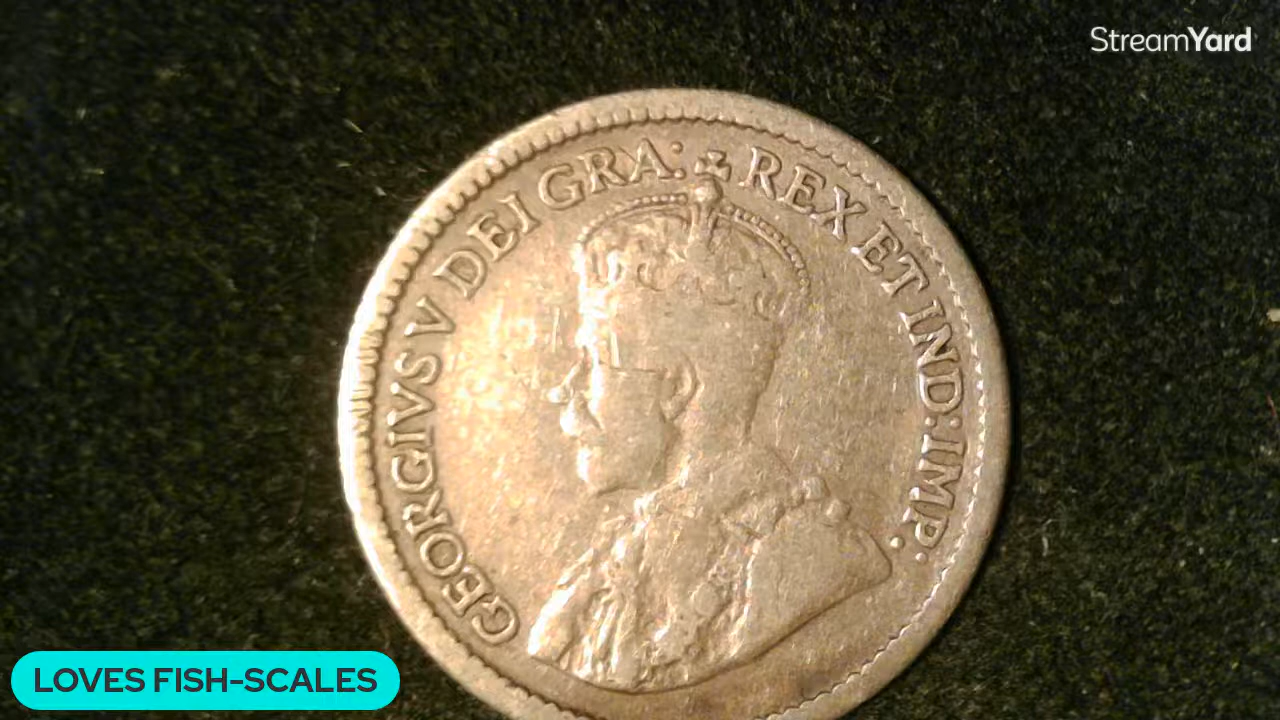 StreamYard
GEORGIVS V DEI GRA: REX ET IND: IMP:
LOVES FISH-SCALES